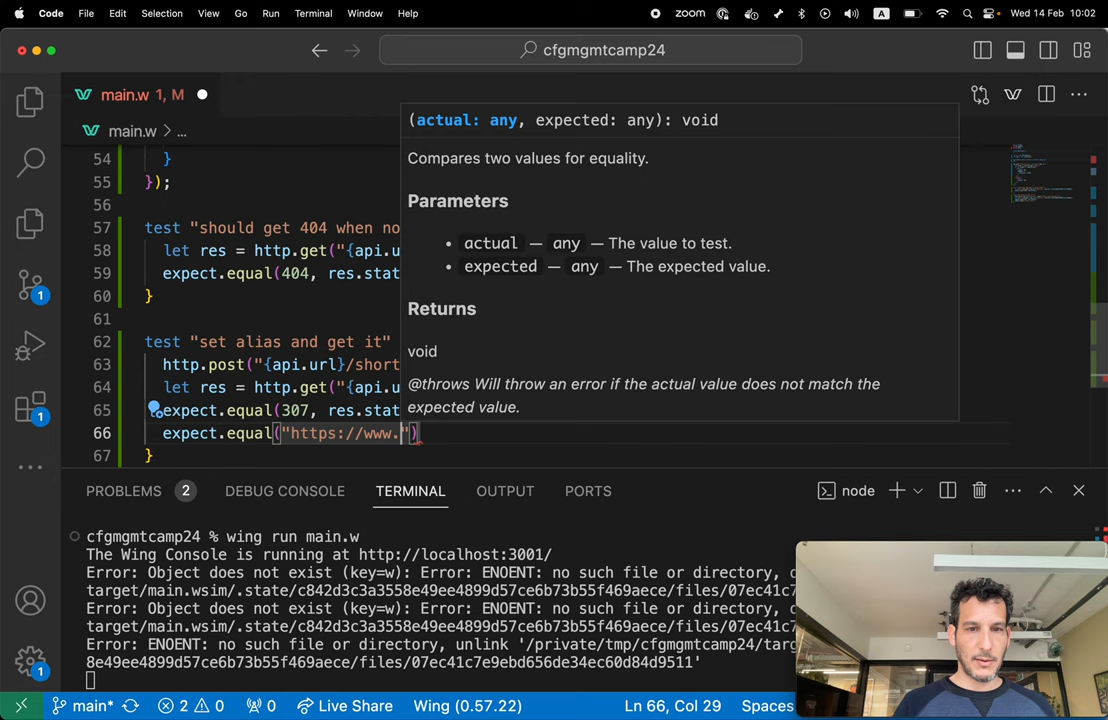 Code File Edit Selection View Go Run Terminal Window Help zoom A Wed 14 Feb 10:02
cfgmgmtcamp24
main.w 1, M
main.w > ...
(actual: any, expected: any): void
Compares two values for equality.
Parameters
• actual — any — The value to test.
• expected — any — The expected value.
Returns
void
@throws Will throw an error if the actual value does not match the
expected value.
54 }
55 });
56
57 test "should get 404 when no
58 let res = http.get("{api.u
59 expect.equal(404, res.stat
60 }
61
62 test "set alias and get it"
63 http.post("{api.url}/short
64 let res = http.get("{api.u
65 expect.equal(307, res.stat
66 expect.equal("https://www.")
67 }
1
1
1
PROBLEMS 2 DEBUG CONSOLE TERMINAL OUTPUT PORTS node
cfgmgmtcamp24 % wing run main.w
The Wing Console is running at http://localhost:3001/
Error: Object does not exist (key=w): Error: ENOENT: no such file or directory,
target/main.wsim/.state/c842d3c3a3558e49ee4899d57ce6b73b55f469aece/files/07ec41c7
Error: Object does not exist (key=w): Error: ENOENT: no such file or directory,
target/main.wsim/.state/c842d3c3a3558e49ee4899d57ce6b73b55f469aece/files/07ec41c7
Error: ENOENT: no such file or directory, unlink '/private/tmp/cfgmgmtcamp24/targ
8e49ee4899d57ce6b73b55f469aece/files/07ec41c7e9ebd656de34ec60d84d9511'
main* 2 0 0 Live Share Wing (0.57.22) Ln 66, Col 29 Spaces